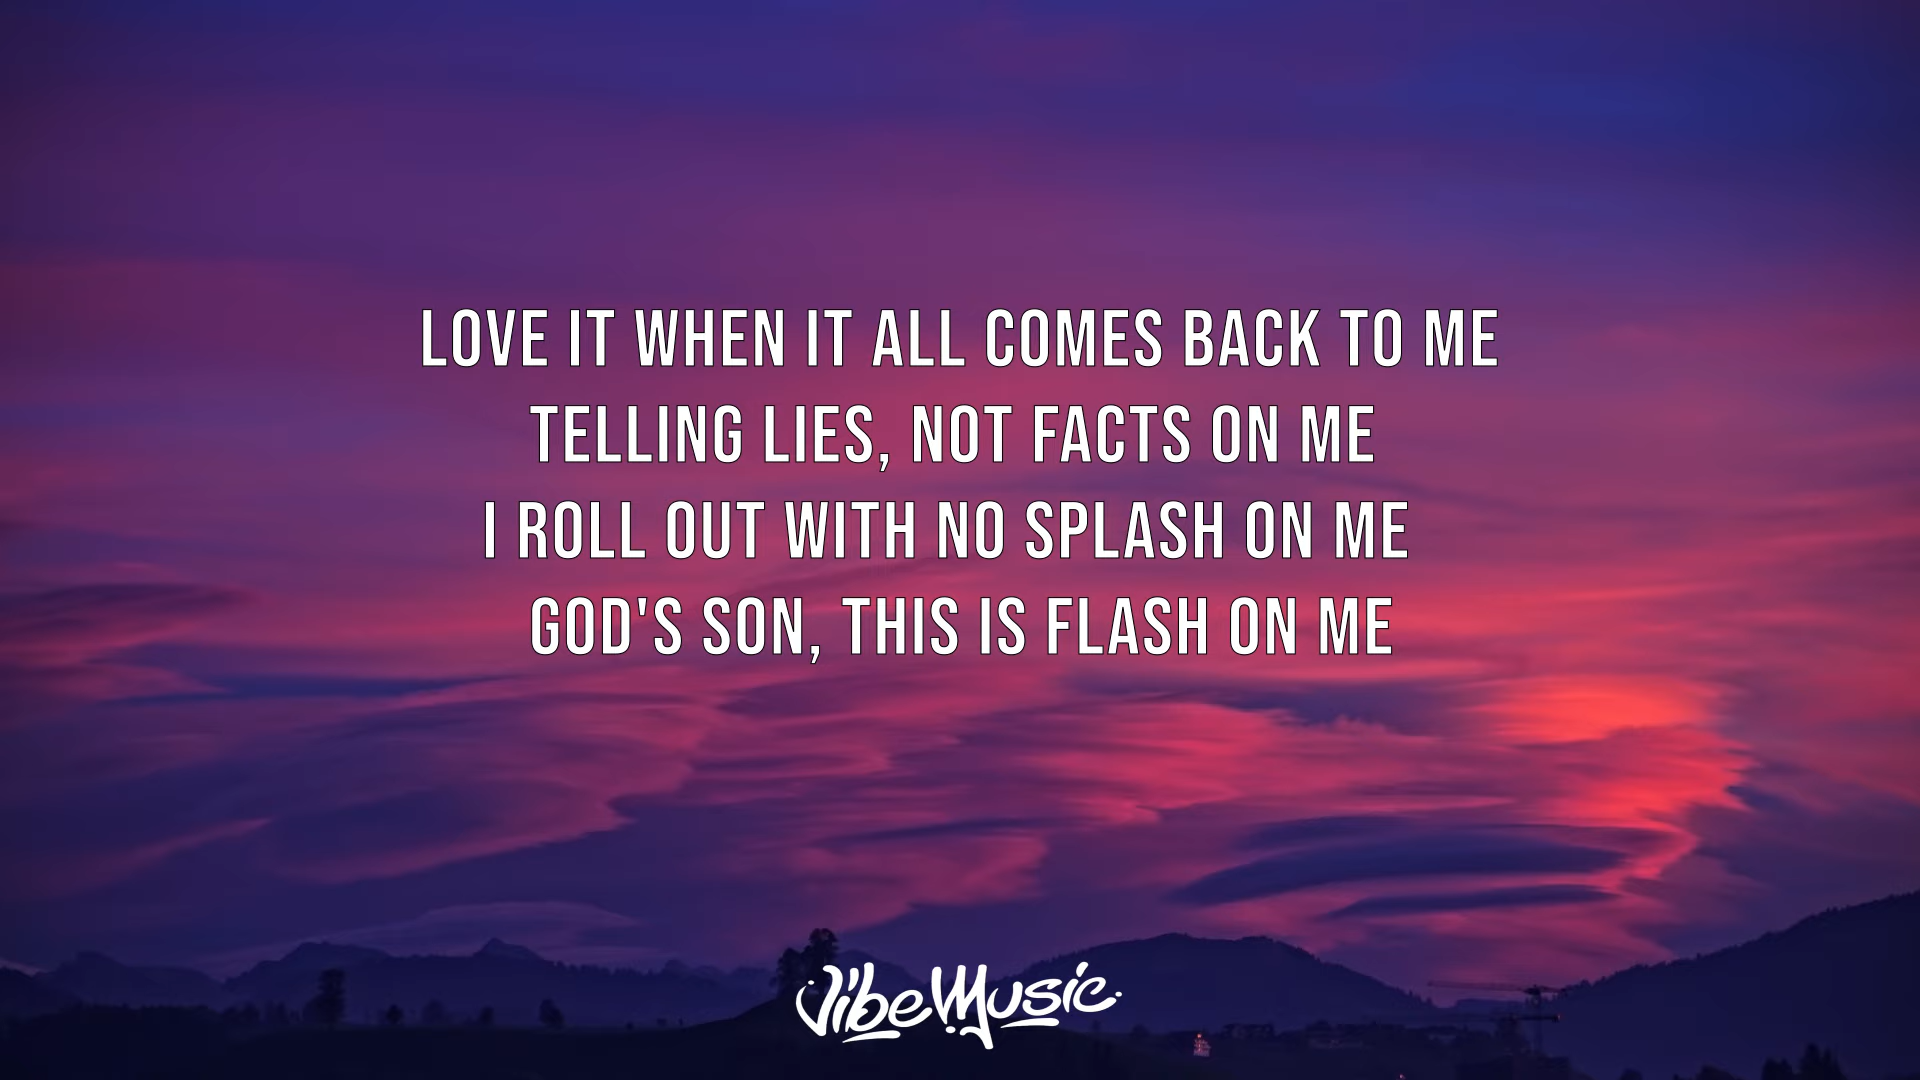 LOVE IT WHEN IT ALL COMES BACK TO ME
TELLING LIES, NOT FACTS ON ME
I ROLL OUT WITH NO SPLASH ON ME
GOD'S SON, THIS IS FLASH ON ME
VibeMusic